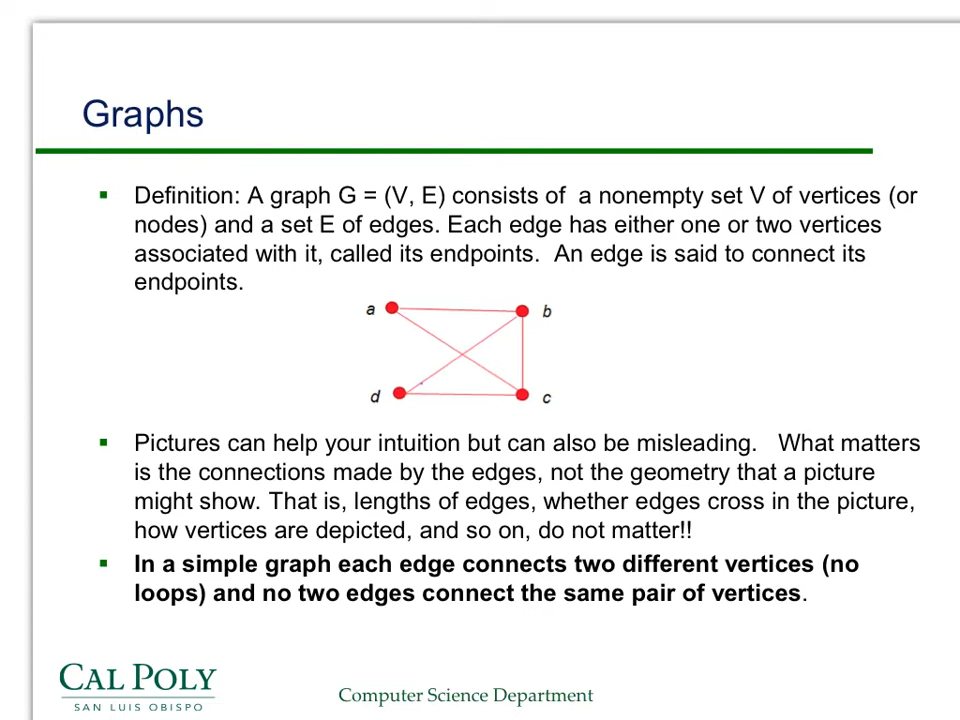 Graphs
Definition: A graph G = (V, E) consists of a nonempty set V of vertices (or
nodes) and a set E of edges. Each edge has either one or two vertices
associated with it, called its endpoints. An edge is said to connect its
endpoints.
a
b
d
c
Pictures can help your intuition but can also be misleading. What matters
is the connections made by the edges, not the geometry that a picture
might show. That is, lengths of edges, whether edges cross in the picture,
how vertices are depicted, and so on, do not matter!!
In a simple graph each edge connects two different vertices (no
loops) and no two edges connect the same pair of vertices.
CAL POLY
SAN LUIS OBISPO
Computer Science Department